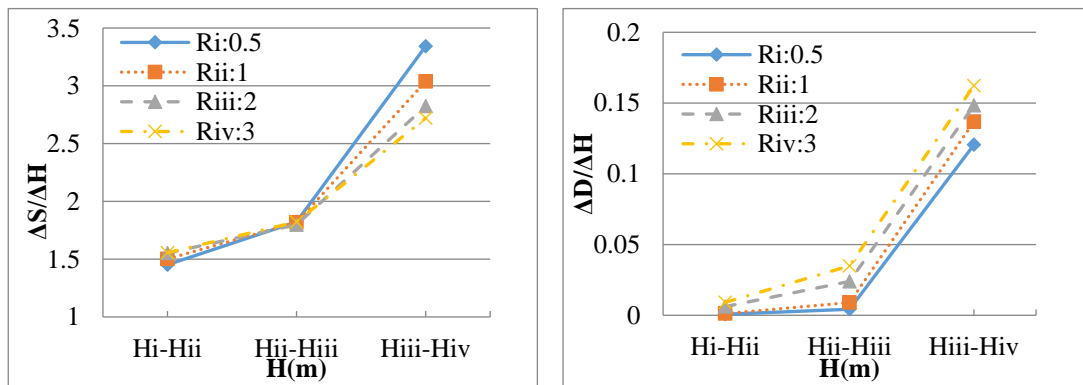 3.5
3
2.5
2
1.5
1
ΔS/ΔH
Ri:0.5
Rii:1
Riii:2
Riv:3
Hi-Hii
Hii-Hiii
Hiii-Hiv
H(m)
0.2
0.15
0.1
0.05
0
ΔD/ΔH
Ri:0.5
Rii:1
Riii:2
Riv:3
Hi-Hii
Hii-Hiii
Hiii-Hiv
H(m)